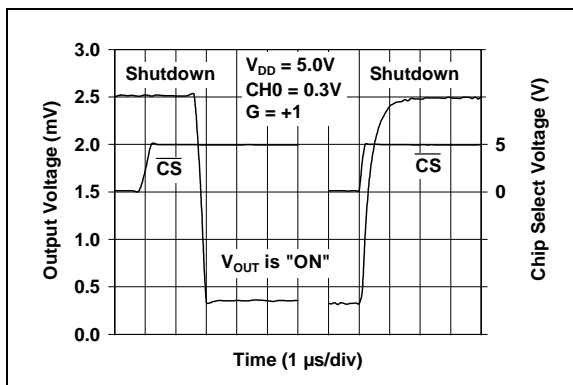 3.0
2.5
2.0
1.5
1.0
0.5
0.0
Output Voltage (mV)
Shutdown
V_DD = 5.0V
CH0 = 0.3V
G = +1
Shutdown
CS
CS
V_OUT is "ON"
5
0
Chip Select Voltage (V)
Time (1 µs/div)